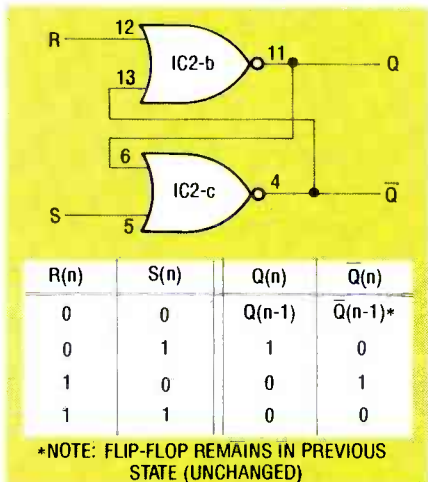 12
R
11
IC2-b
Q
13
6
4
IC2-c
Q̅
S
5
R(n) S(n) Q(n) Q̅(n)
0 0 Q(n-1) Q̅(n-1)*
0 1 1 0
1 0 0 1
1 1 0 0
*NOTE: FLIP-FLOP REMAINS IN PREVIOUS
STATE (UNCHANGED)